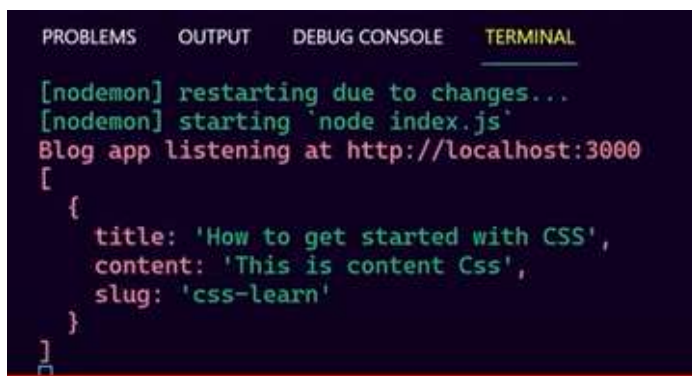 PROBLEMS OUTPUT DEBUG CONSOLE TERMINAL
[nodemon] restarting due to changes...
[nodemon] starting `node index.js`
Blog app listening at http://localhost:3000
[
  {
    title: 'How to get started with CSS',
    content: 'This is content Css',
    slug: 'css-learn'
  }
]